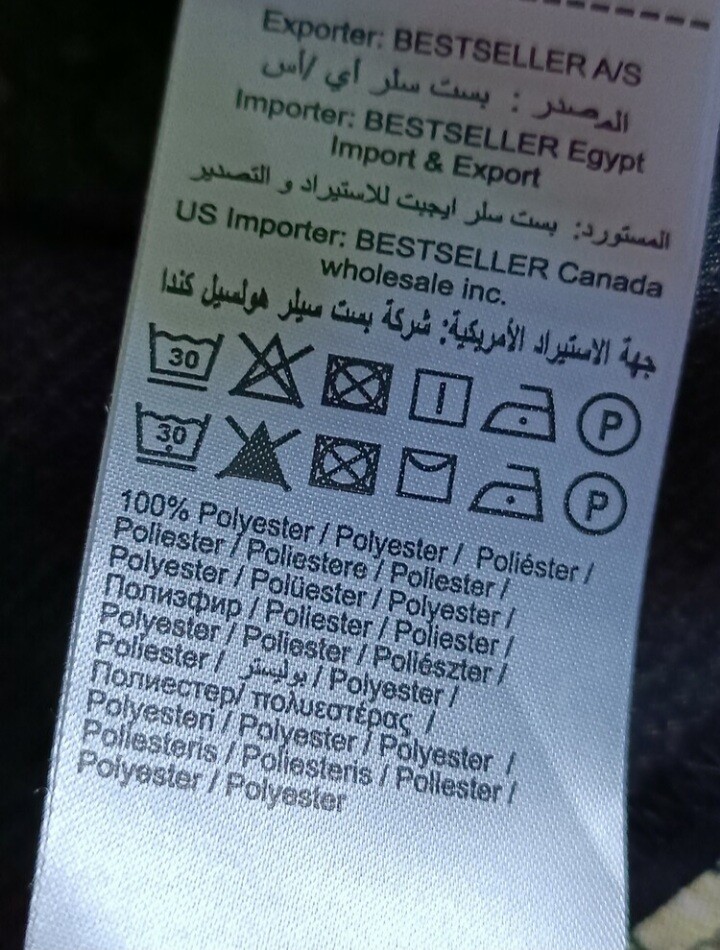 Exporter: BESTSELLER A/S
المصدر : بست سلر أي /أس
Importer: BESTSELLER Egypt
Import & Export
المستورد: بست سلر ايجبت للاستيراد و التصدير
US Importer: BESTSELLER Canada
wholesale inc.
جهة الاستيراد الأمريكية: شركة بست سيلر هولسيل كندا
30 P
30 P
100% Polyester / Polyester / Poliéster /
Poliester / Poliestere / Poliester /
Polyester / Polüester / Polyester /
Полиэфир / Poliester / Poliester /
Polyester / Poliester / Poliészter /
Poliester / بوليستر / Polyester /
Полиестер/ πολυεστέρας /
Polyesteri / Polyester / Polyester /
Poliesteris / Poliesteris / Poliester /
Polyester / Polyester